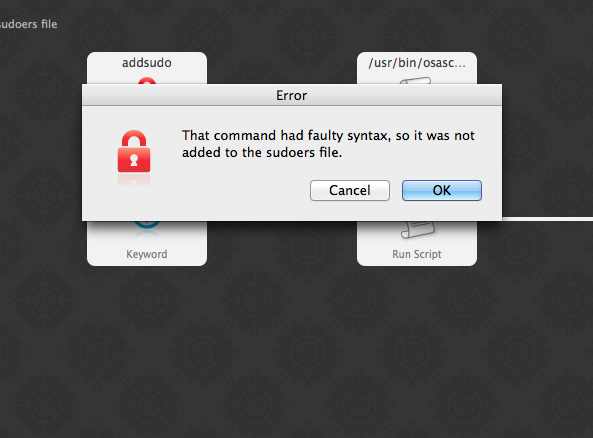 sudoers file
addsudo
/usr/bin/osasc...
Error
That command had faulty syntax, so it was not
added to the sudoers file.
Cancel
OK
Keyword
Run Script